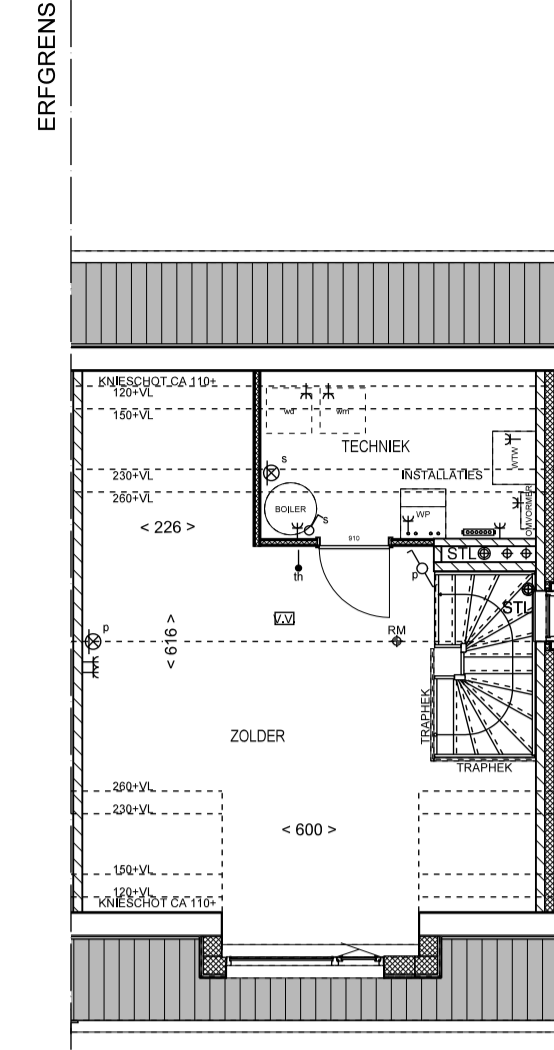 ERFGRENS
KNIESCHOT CA 110+
120+VL
150+VL
wd
wm
TECHNIEK
230+VL
s
INSTALLATIES
WTW
260+VL
BOILER
s
WP
OMVORMER
< 226 >
910
STL
th
p
V.V.
STL
p
< 616 >
RM
TRAPHEK
ZOLDER
TRAPHEK
260+VL
230+VL
< 600 >
150+VL
120+VL
KNIESCHOT CA 110+